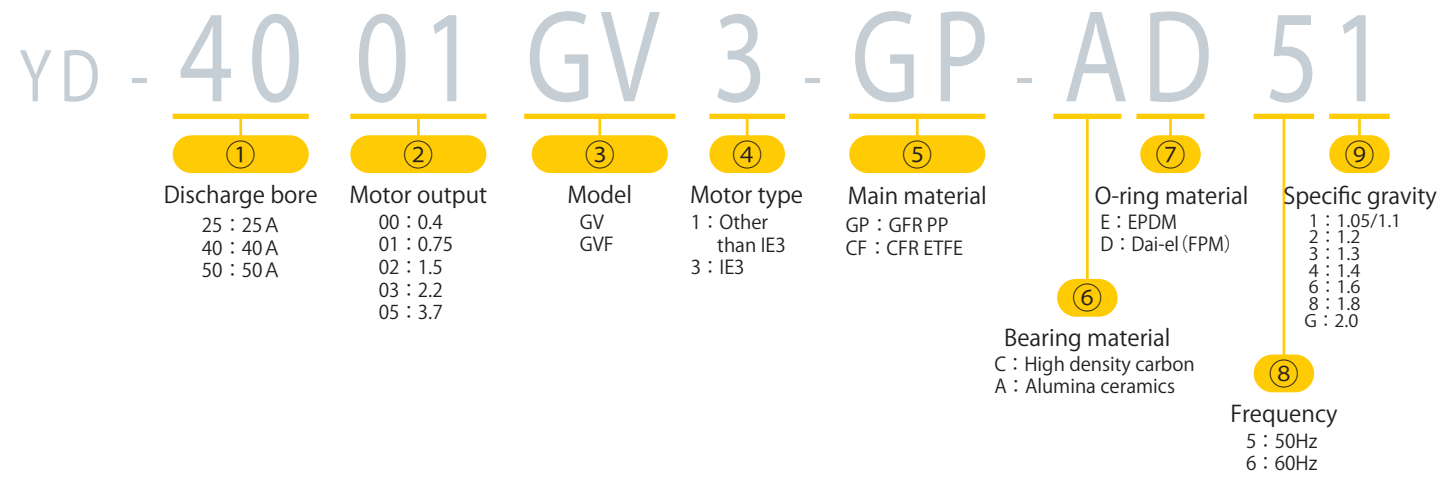 YD - 40 01 GV 3 - GP - AD 51
①
Discharge bore
25：25 A
40：40 A
50：50 A
②
Motor output
00：0.4
01：0.75
02：1.5
03：2.2
05：3.7
③
Model
GV
GVF
④
Motor type
1：Other
than IE3
3：IE3
⑤
Main material
GP：GFR PP
CF：CFR ETFE
⑥
Bearing material
C：High density carbon
A：Alumina ceramics
⑦
O-ring material
E：EPDM
D：Dai-el (FPM)
⑧
Frequency
5：50Hz
6：60Hz
⑨
Specific gravity
1：1.05/1.1
2：1.2
3：1.3
4：1.4
6：1.6
8：1.8
G：2.0